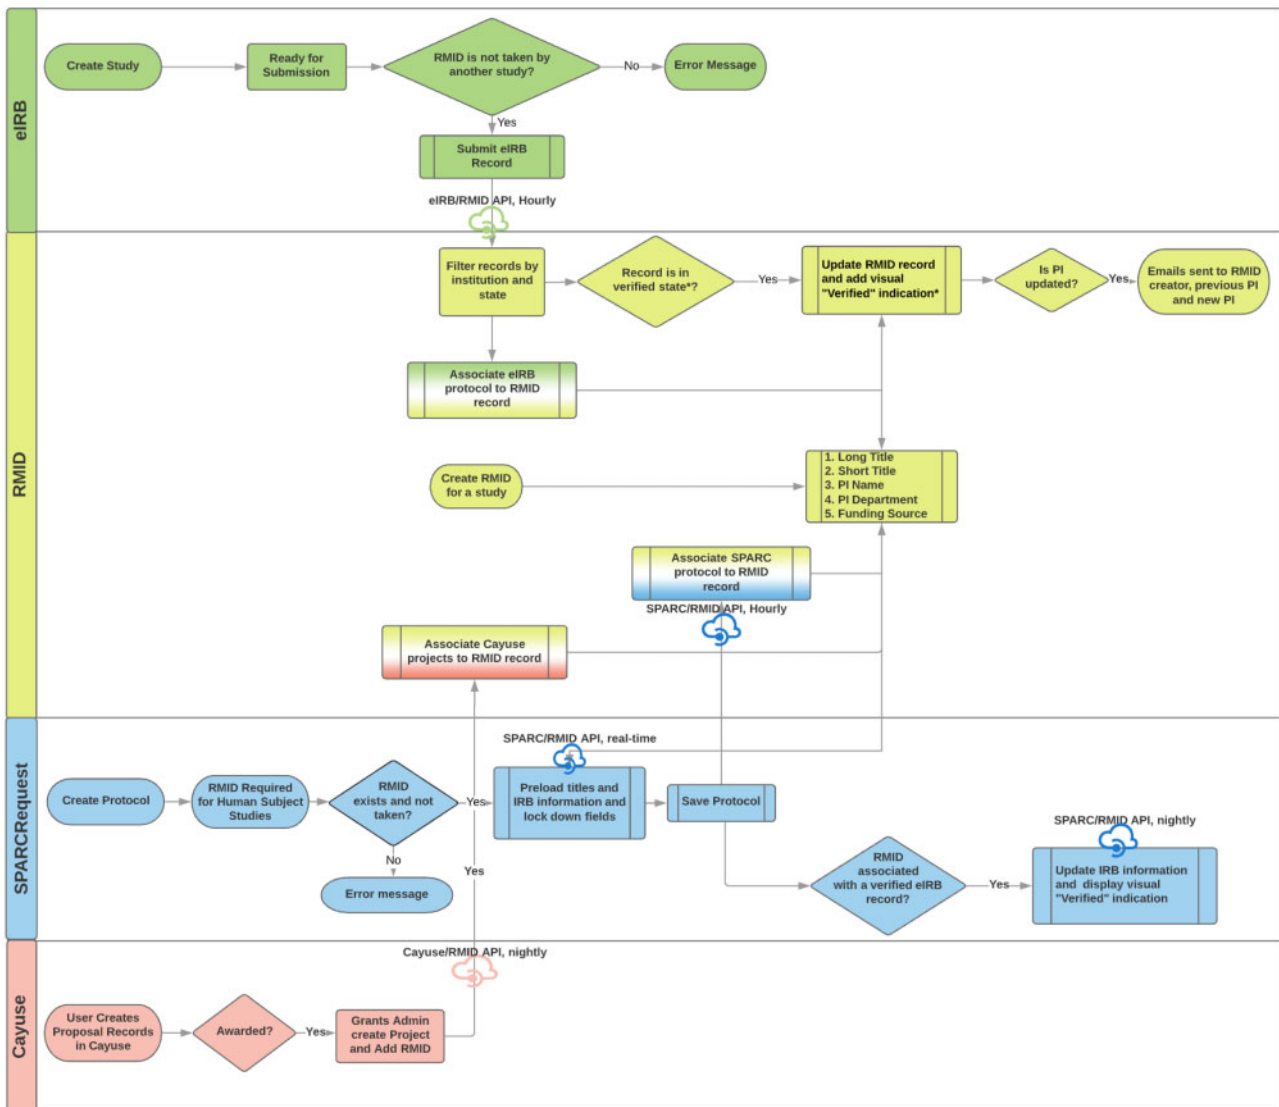 eIRB
Create Study
Ready for
Submission
RMID is not taken by
another study?
No
Error Message
Yes
Submit eIRB
Record
eIRB/RMID API, Hourly
RMID
Filter records by
institution and
state
Record is in
verified state*?
Yes
Update RMID record
and add visual
"Verified" indication*
Is PI
updated?
Yes
Emails sent to RMID
creator, previous PI
and new PI
Associate eIRB
protocol to RMID
record
Create RMID
for a study
1. Long Title
2. Short Title
3. PI Name
4. PI Department
5. Funding Source
Associate SPARC
protocol to RMID
record
SPARC/RMID API, Hourly
Associate Cayuse
projects to RMID record
SPARCRequest
SPARC/RMID API, real-time
Create Protocol
RMID Required
for Human Subject
Studies
RMID
exists and not
taken?
Yes
Preload titles and
IRB information and
lock down fields
Save Protocol
No
Error message
Yes
RMID
associated
with a verified eIRB
record?
Yes
SPARC/RMID API, nightly
Update IRB information
and display visual
"Verified" indication
Cayuse
Cayuse/RMID API, nightly
User Creates
Proposal Records
in Cayuse
Awarded?
Yes
Grants Admin
create Project
and Add RMID